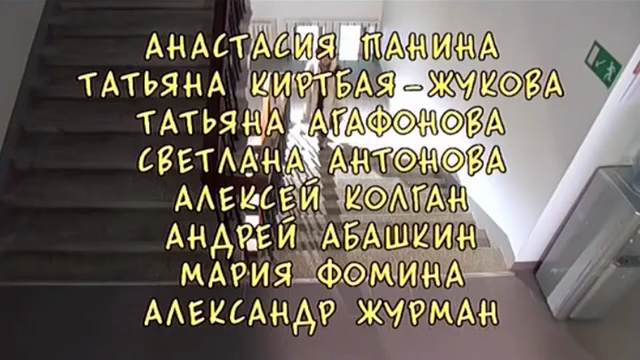 АНАСТАСИЯ ПАНИНА
ТАТЬЯНА КИРТБАЯ-ЖУКОВА
ТАТЬЯНА АГАФОНОВА
СВЕТЛАНА АНТОНОВА
АЛЕКСЕЙ КОЛГАН
АНДРЕЙ АБАШКИН
МАРИЯ ФОМИНА
АЛЕКСАНДР ЖУРМАН